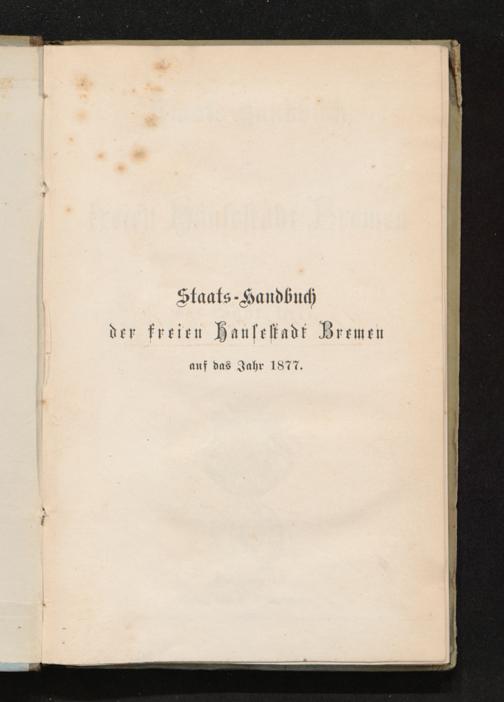 Staats-Handbuch
der freien Hansestadt Bremen
auf das Jahr 1877.